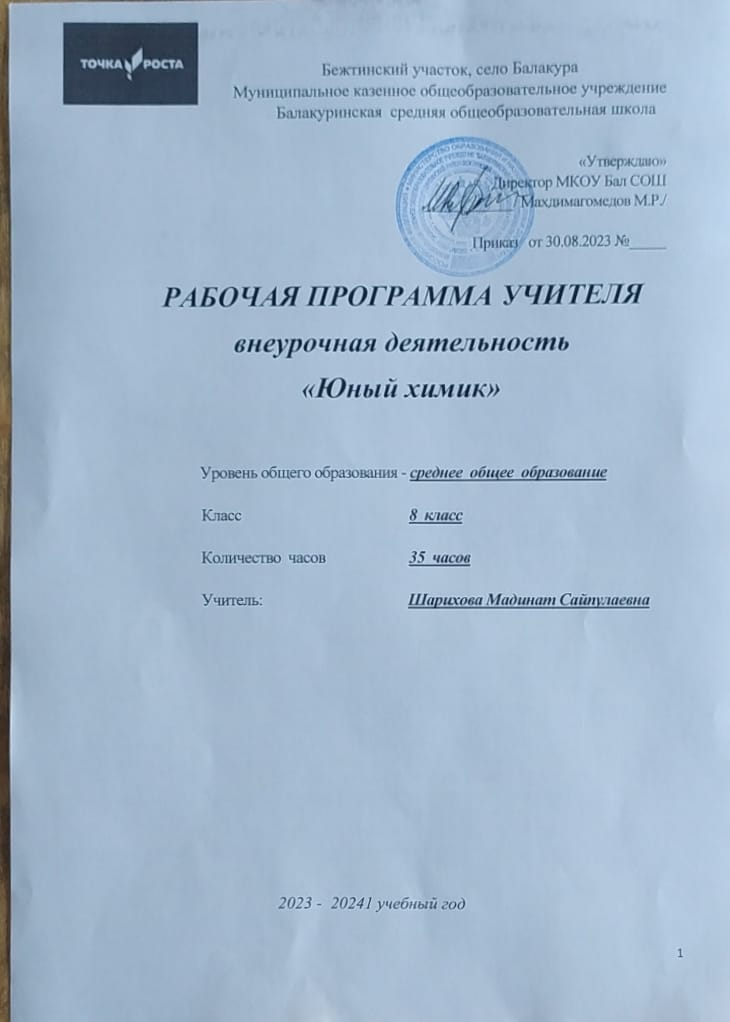 ТОЧКА РОСТА
Бежтинский участок, село Балакура
Муниципальное казенное общеобразовательное учреждение
Балакуринская средняя общеобразовательная школа
«Утверждаю»
Директор МКОУ Бал СОШ
Махдимагомедов М.Р./
Приказ от 30.08.2023 №_____
РАБОЧАЯ ПРОГРАММА УЧИТЕЛЯ
внеурочная деятельность
«Юный химик»
Уровень общего образования - среднее общее образование
Класс 8 класс
Количество часов 35 часов
Учитель: Шарихова Мадинат Сайпулаевна
2023 - 20241 учебный год
1